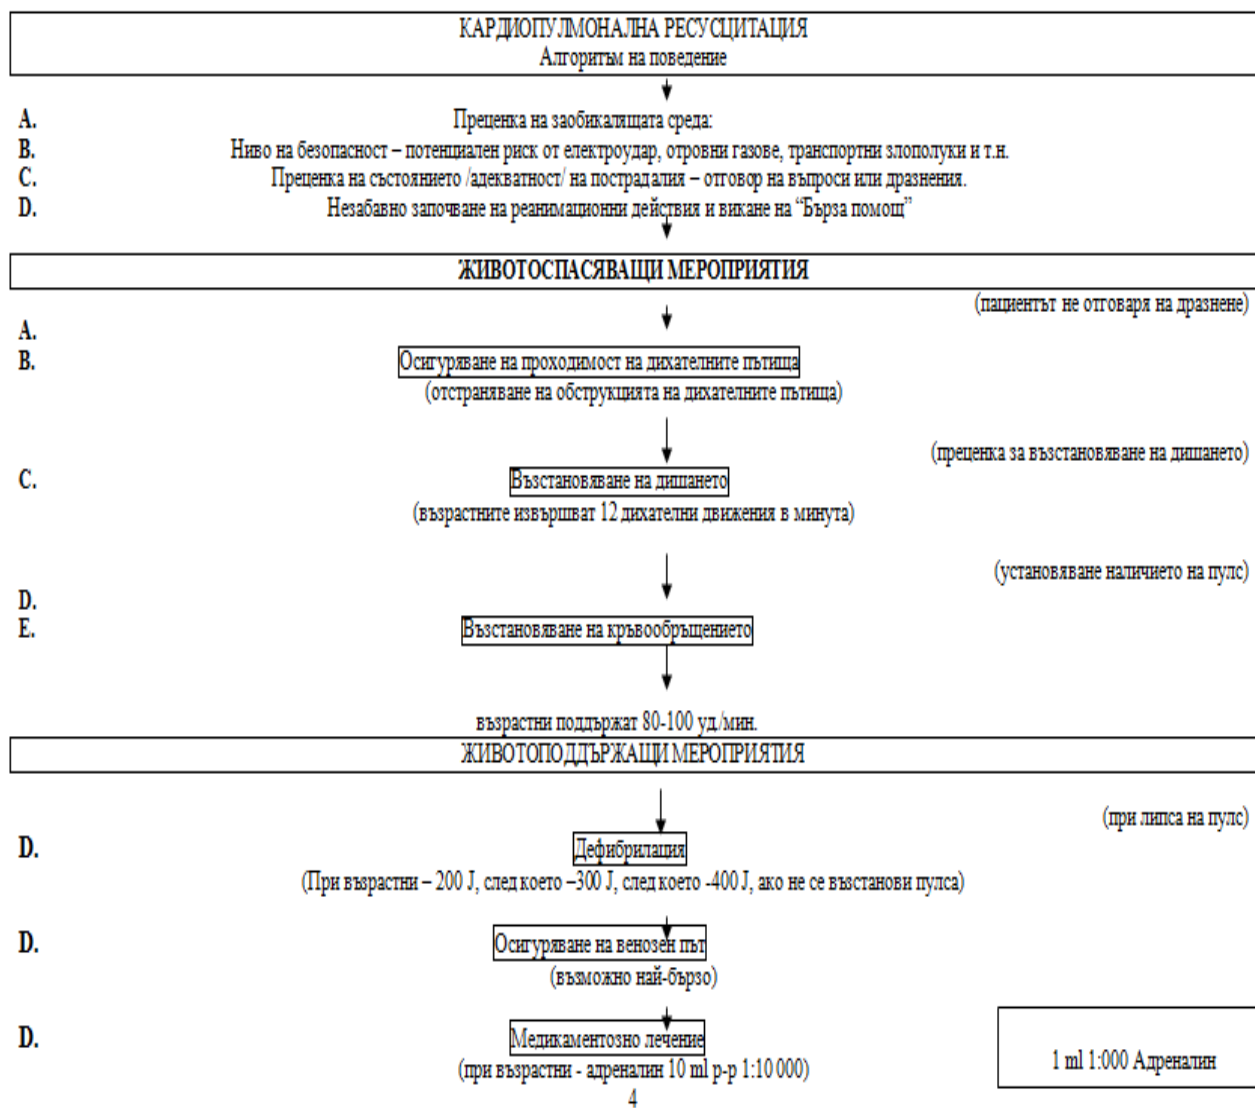 КАРДИОПУЛМОНАЛНА РЕСУСЦИТАЦИЯ
Алгоритъм на поведение
A. Преценка на заобикалящата среда:
B. Ниво на безопасност – потенциален риск от електроудар, отровни газове, транспортни злополуки и т.н.
C. Преценка на състоянието /адекватност/ на пострадалия – отговор на въпроси или дразнения.
D. Незабавно започване на реанимационни действия и викане на “Бърза помощ”
ЖИВОТОСПАСЯВАЩИ МЕРОПРИЯТИЯ
(пациентът не отговаря на дразнене)
A.
B. Осигуряване на проходимост на дихателните пътища
(отстраняване на обструкцията на дихателните пътища)
(преценка за възстановяване на дишането)
C. Възстановяване на дишането
(възрастните извършват 12 дихателни движения в минута)
(установяване наличието на пулс)
D.
E. Възстановяване на кръвообръщението
възрастни поддържат 80-100 уд./мин.
ЖИВОТОПОДДЪРЖАЩИ МЕРОПРИЯТИЯ
(при липса на пулс)
D. Дефибрилация
(При възрастни – 200 J, след което –300 J, след което -400 J, ако не се възстанови пулса)
D. Осигуряване на венозен път
(възможно най-бързо)
D. Медикаментозно лечение
(при възрастни - адреналин 10 ml р-р 1:10 000)
1 ml 1:000 Адреналин
4